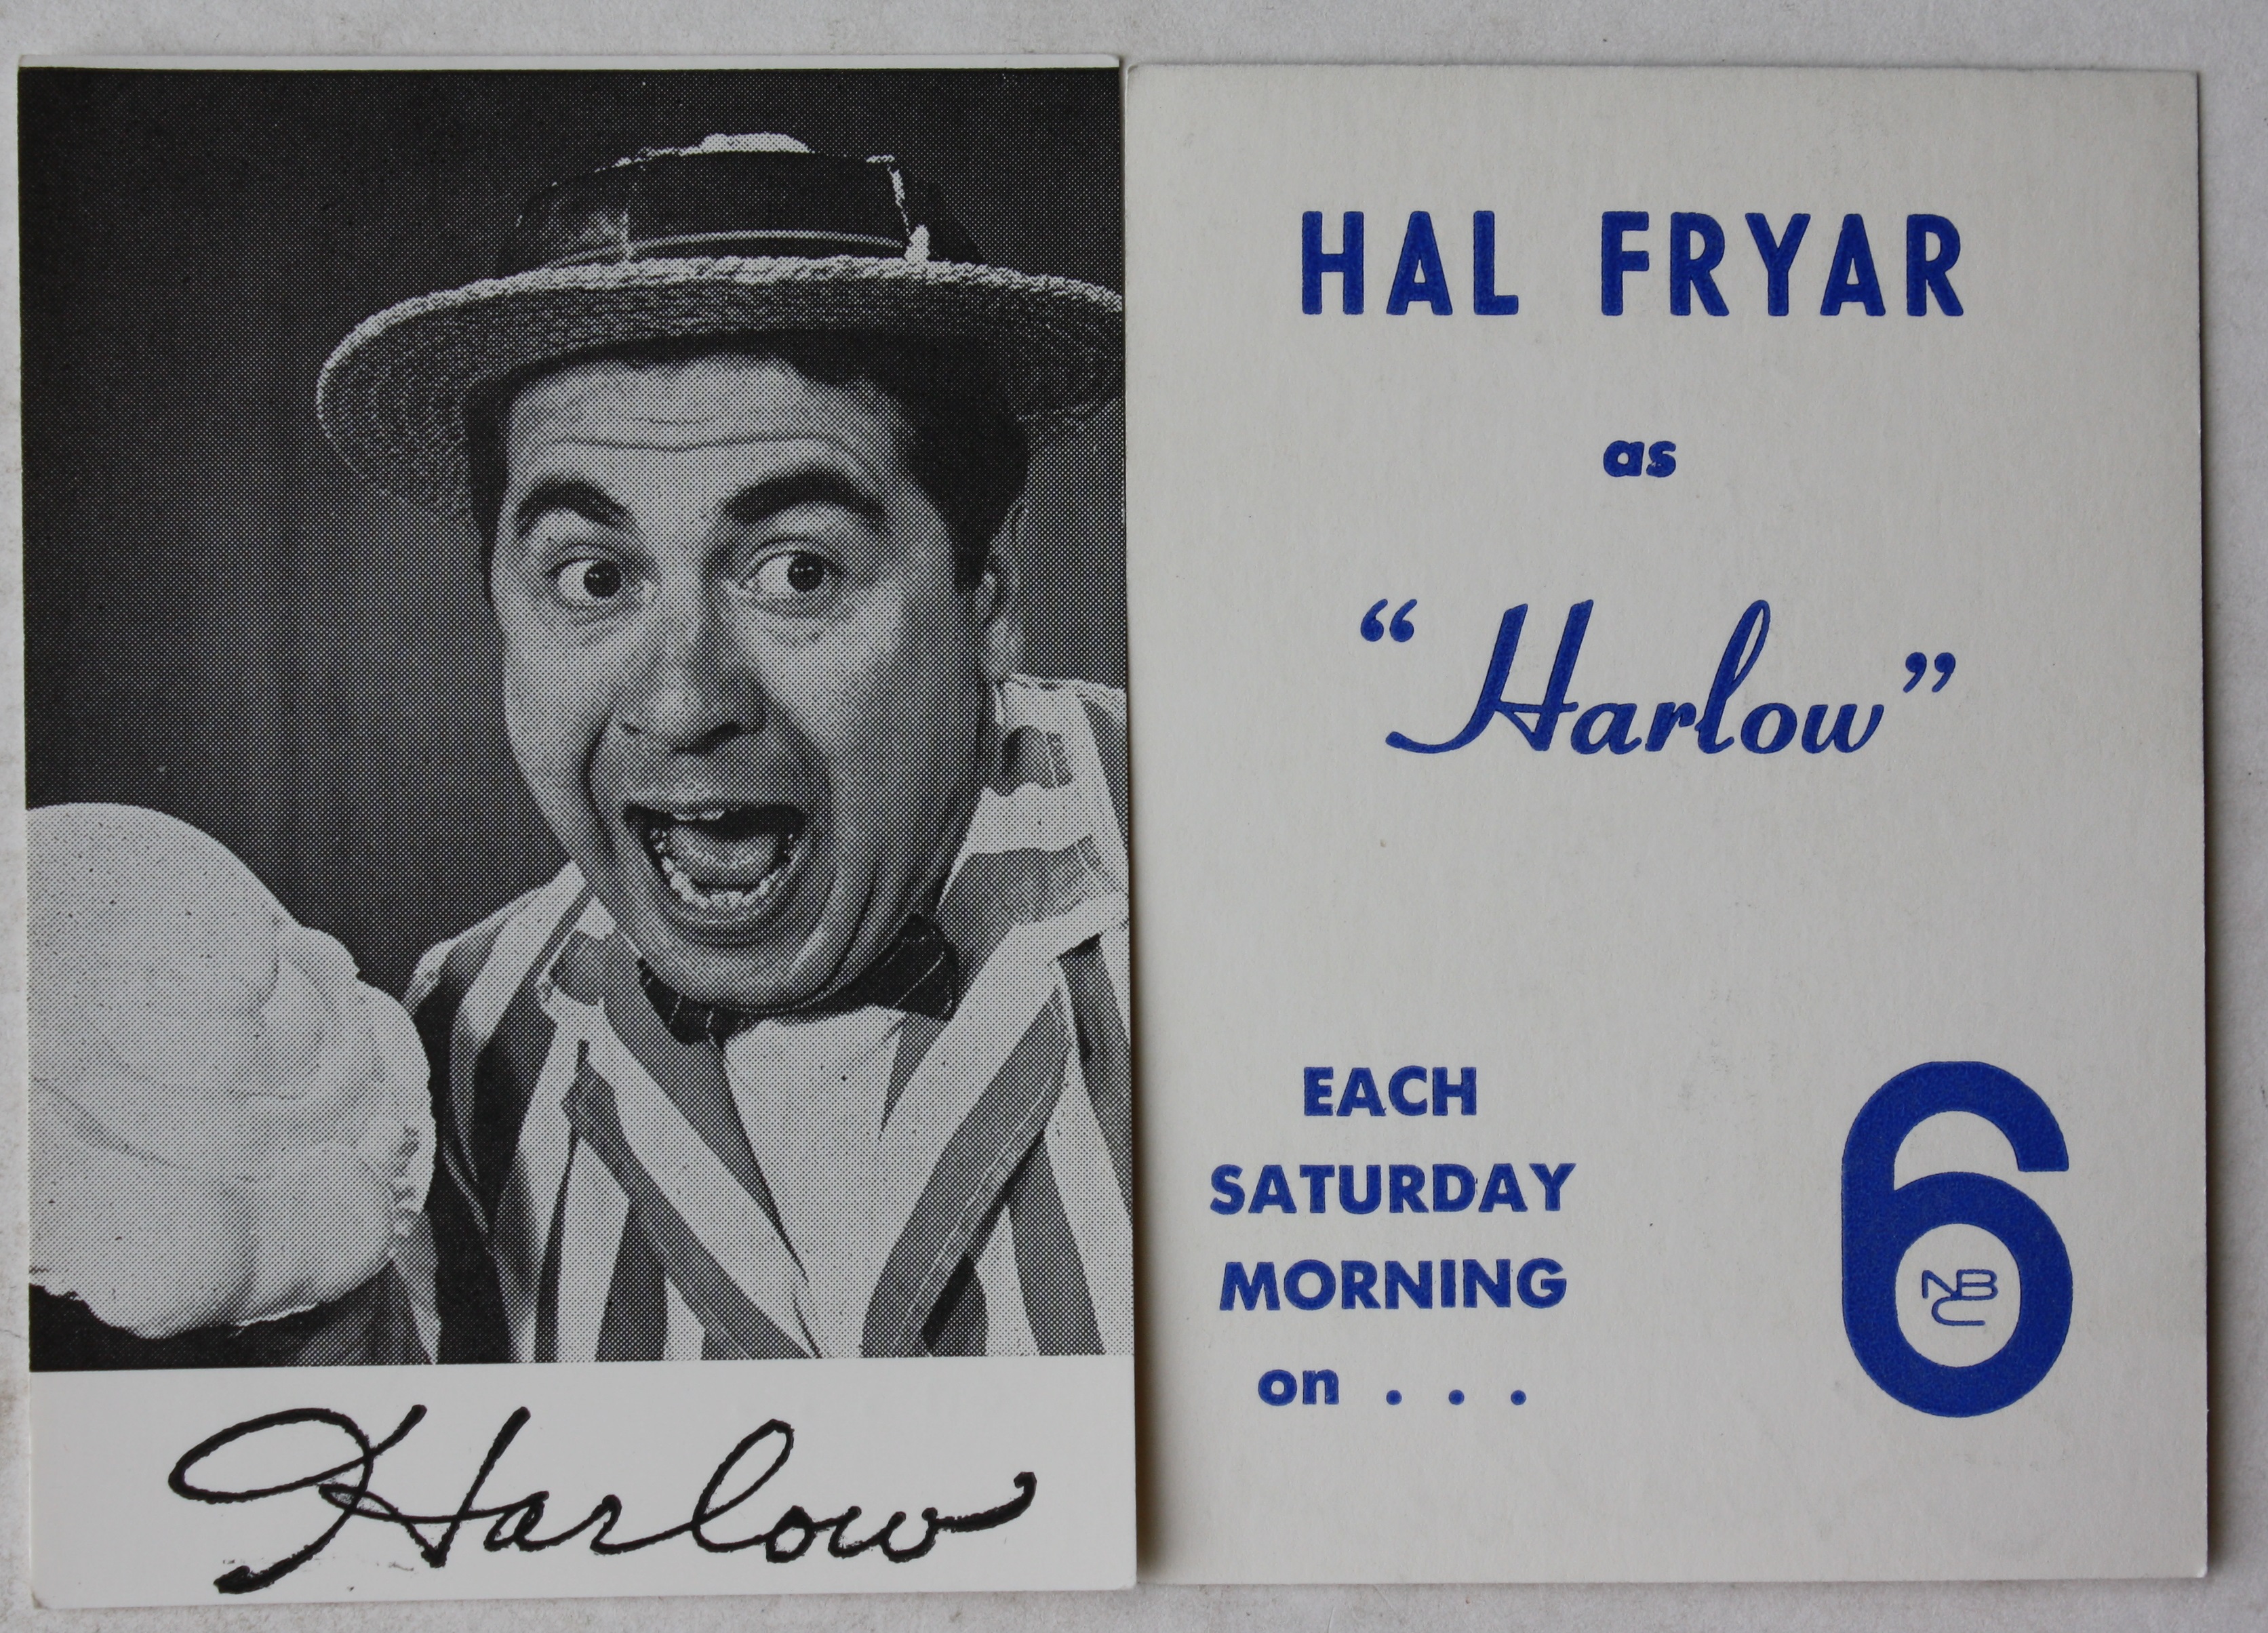 Harlow
HAL FRYAR
as
“Harlow”
EACH
SATURDAY
MORNING
on . . .
6
NBC